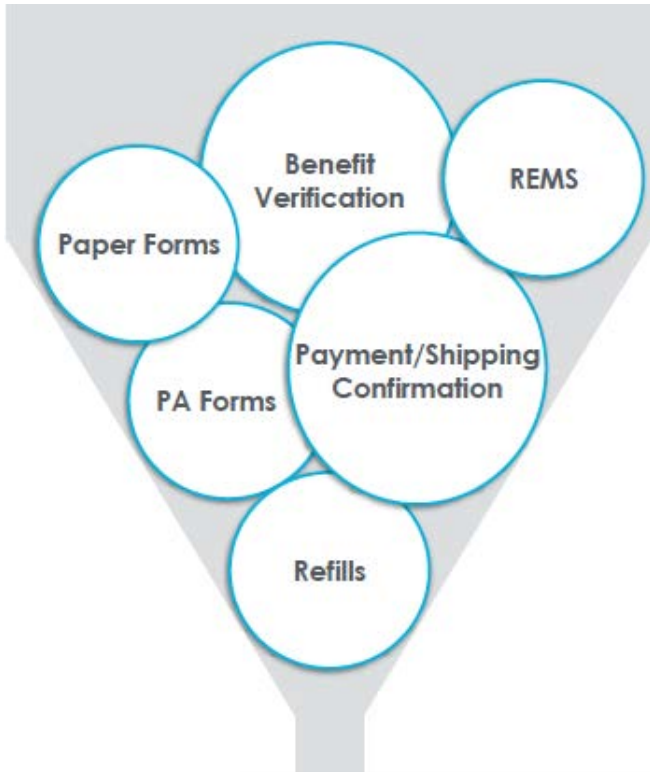 Benefit
Verification
REMS
Paper Forms
Payment/Shipping
Confirmation
PA Forms
Refills